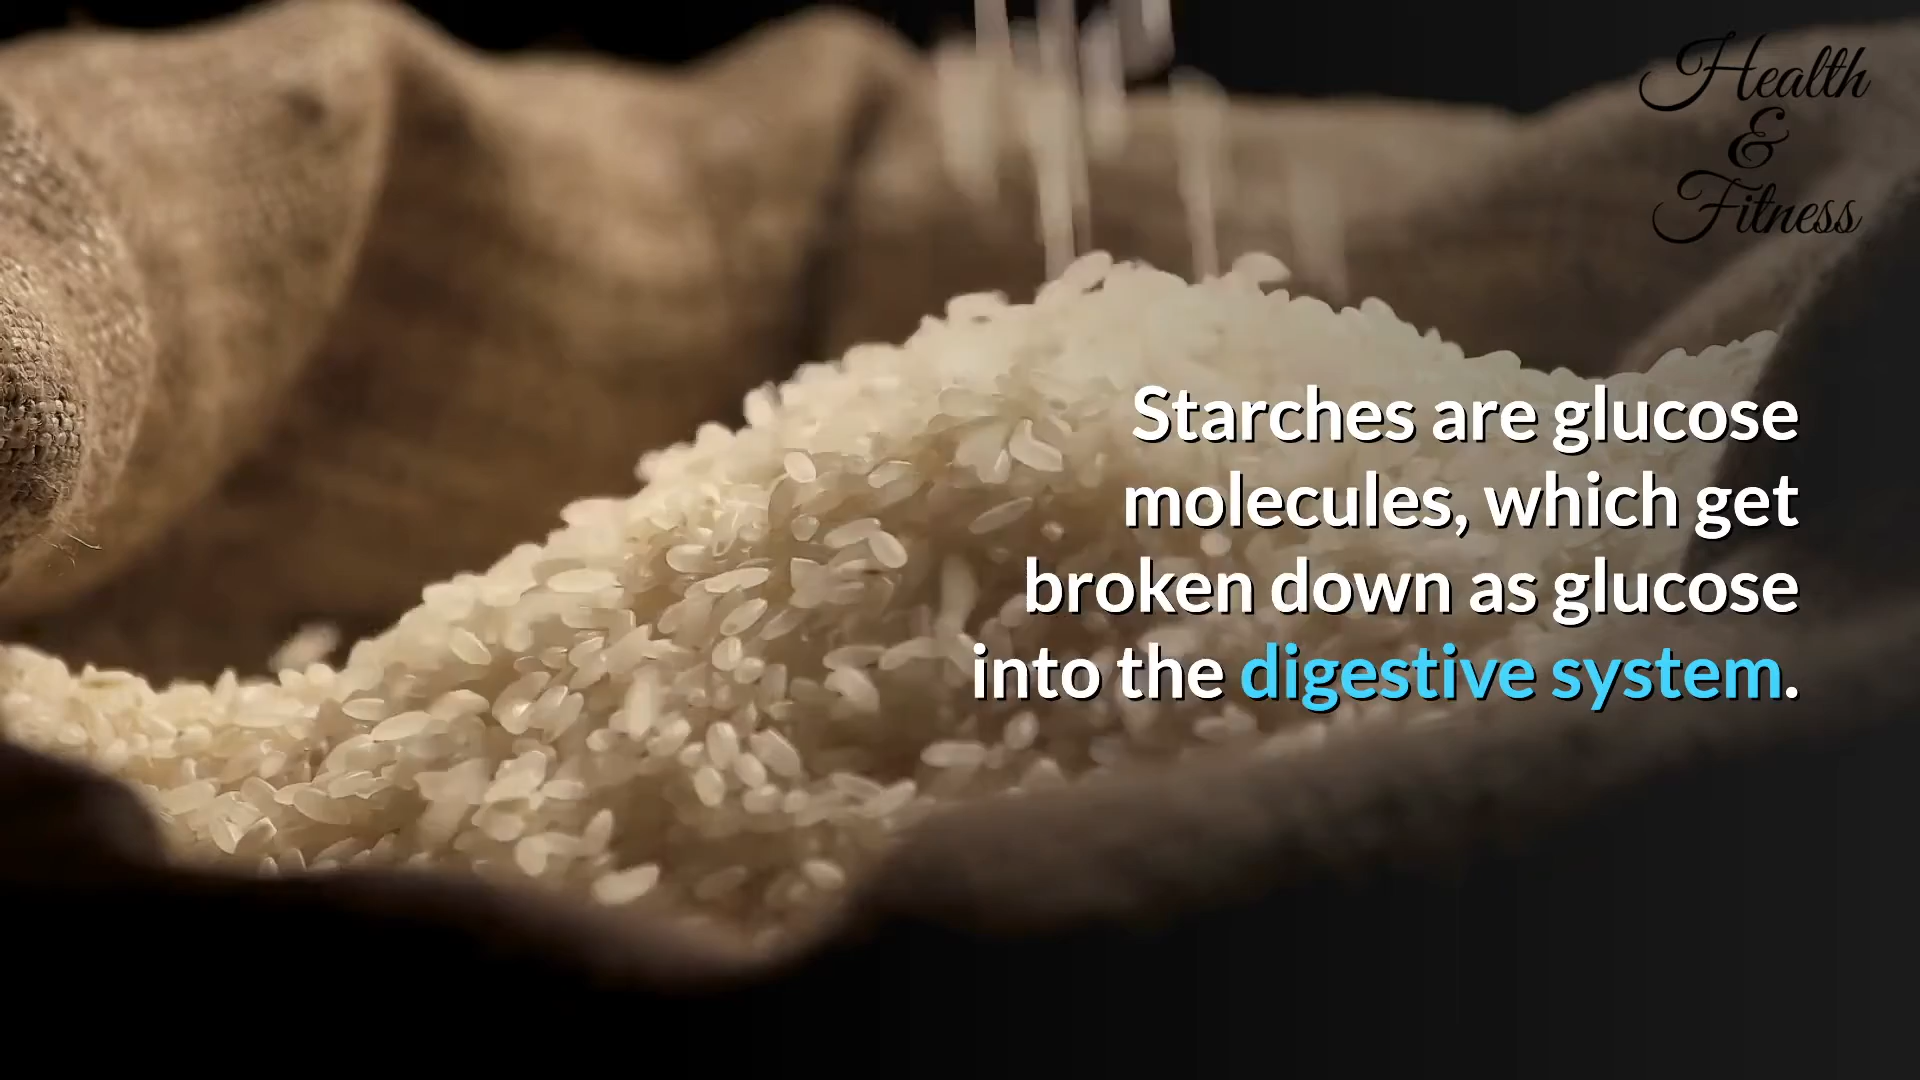 Health
&
Fitness
Starches are glucose
molecules, which get
broken down as glucose
into the digestive system.